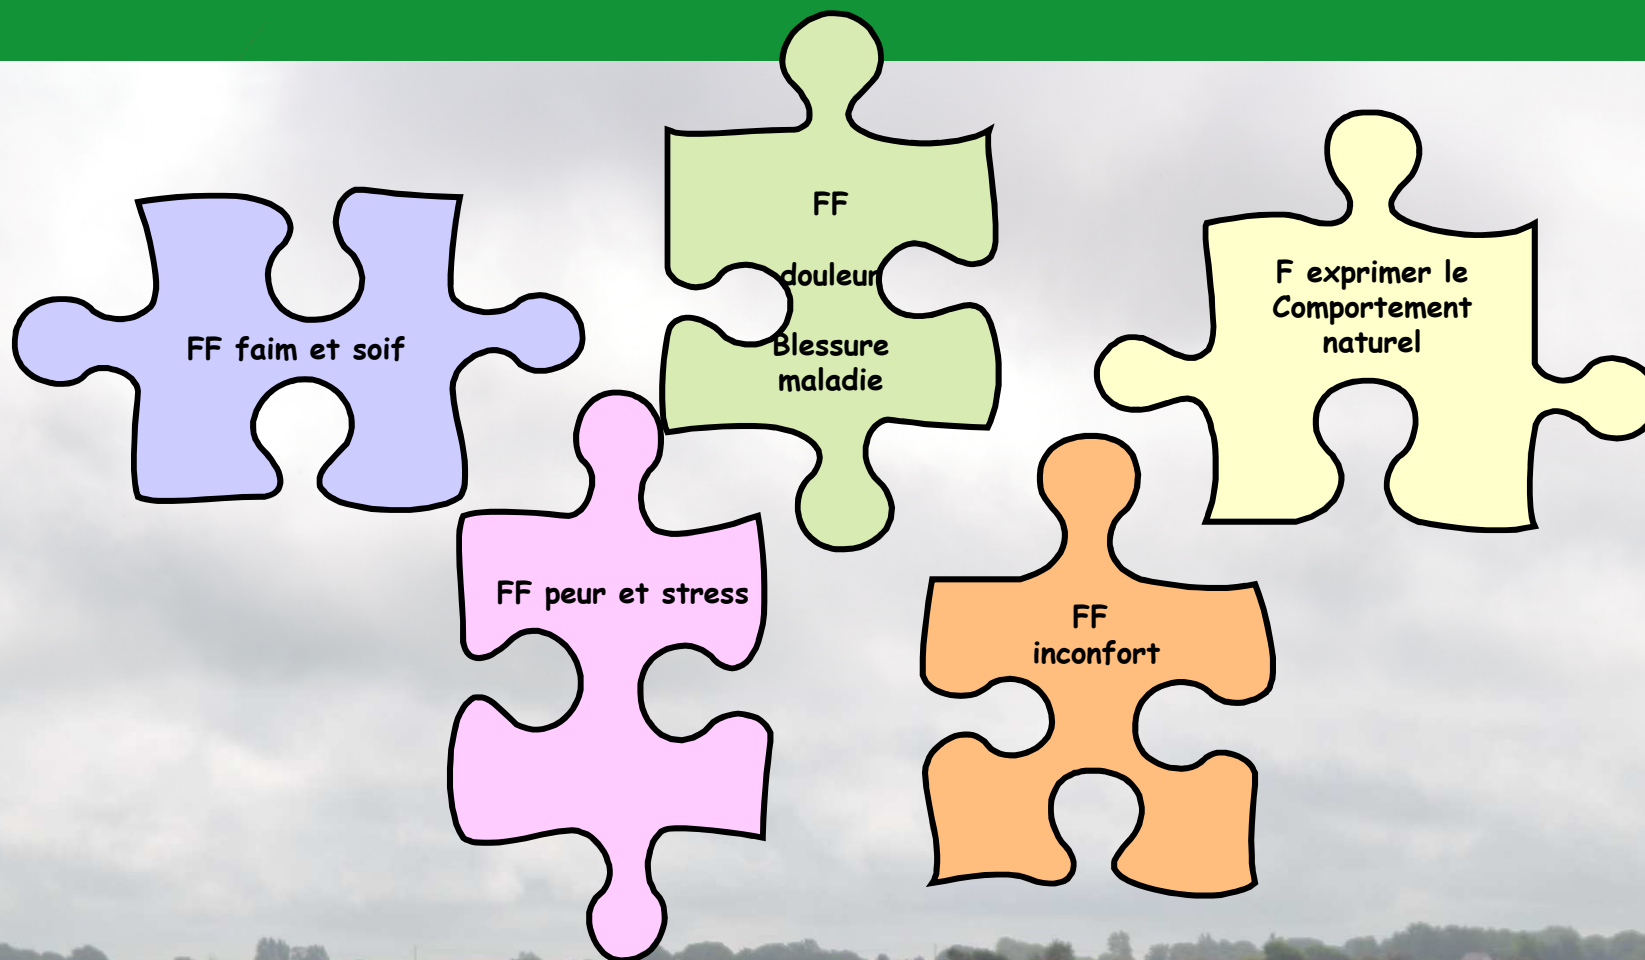 FF faim et soif
FF
douleur
Blessure
maladie
F exprimer le
Comportement
naturel
FF peur et stress
FF
inconfort